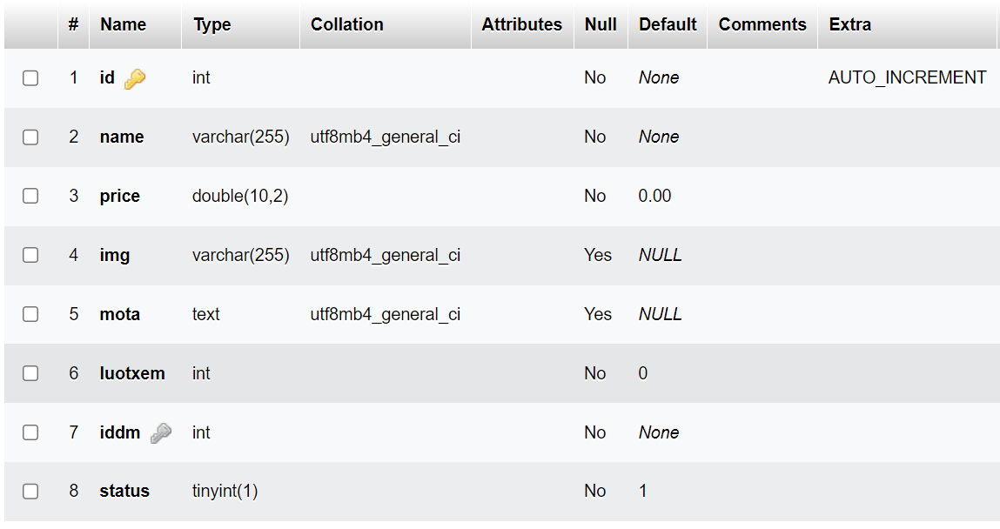 # Name Type Collation Attributes Null Default Comments Extra
1 id int No None AUTO_INCREMENT
2 name varchar(255) utf8mb4_general_ci No None
3 price double(10,2) No 0.00
4 img varchar(255) utf8mb4_general_ci Yes NULL
5 mota text utf8mb4_general_ci Yes NULL
6 luotxem int No 0
7 iddm int No None
8 status tinyint(1) No 1